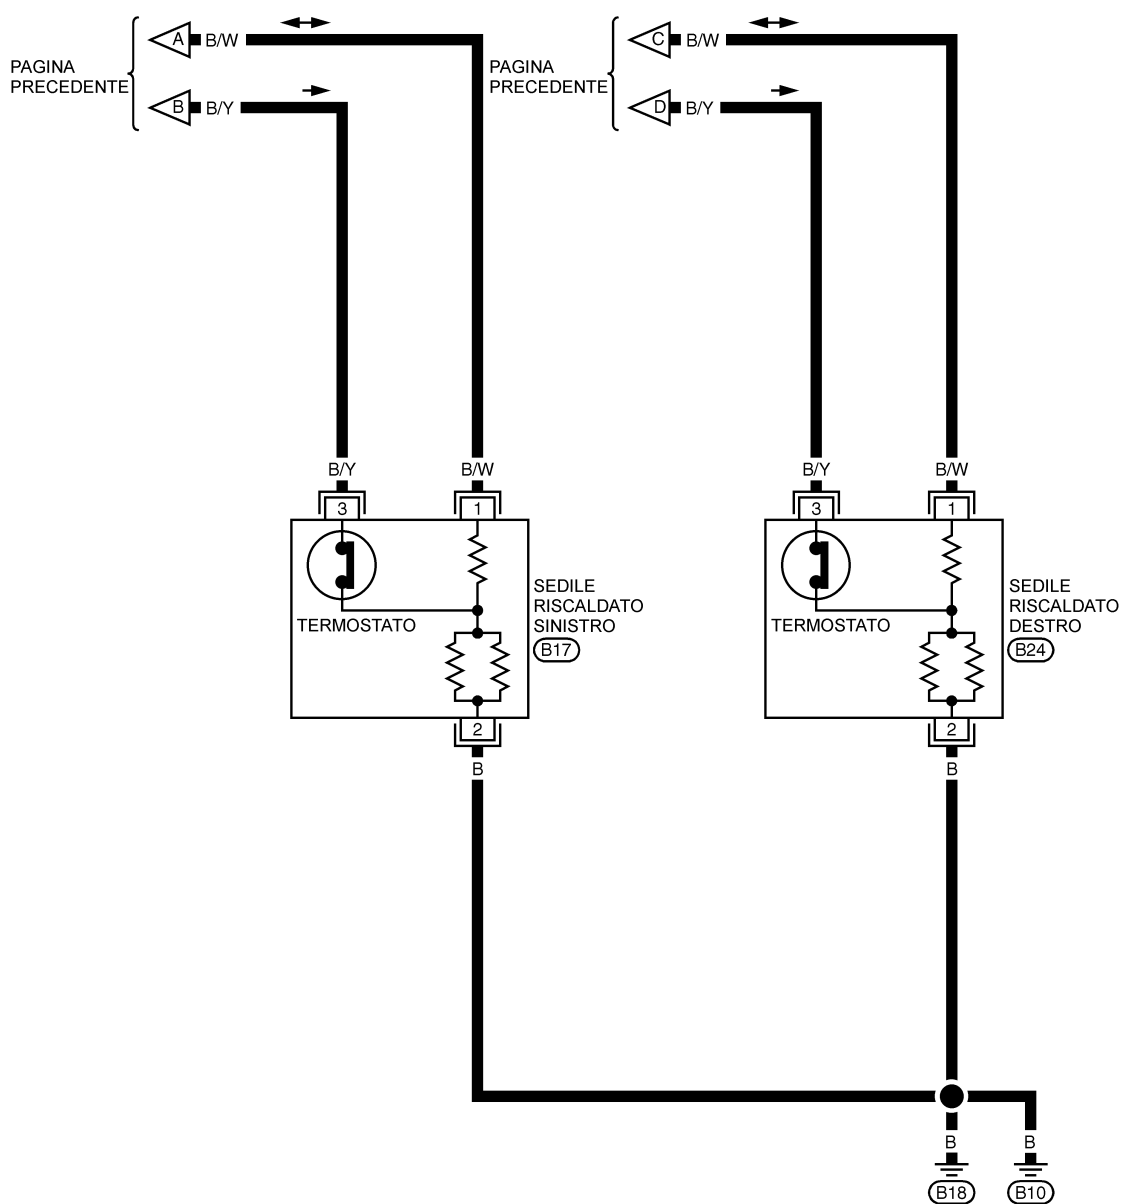 PAGINA
PRECEDENTE
A B/W
B B/Y
PAGINA
PRECEDENTE
C B/W
D B/Y
B/Y B/W
B/Y B/W
3 1
3 1
TERMOSTATO
SEDILE
RISCALDATO
SINISTRO
B17
TERMOSTATO
SEDILE
RISCALDATO
DESTRO
B24
2
2
B
B
B B
B18 B10